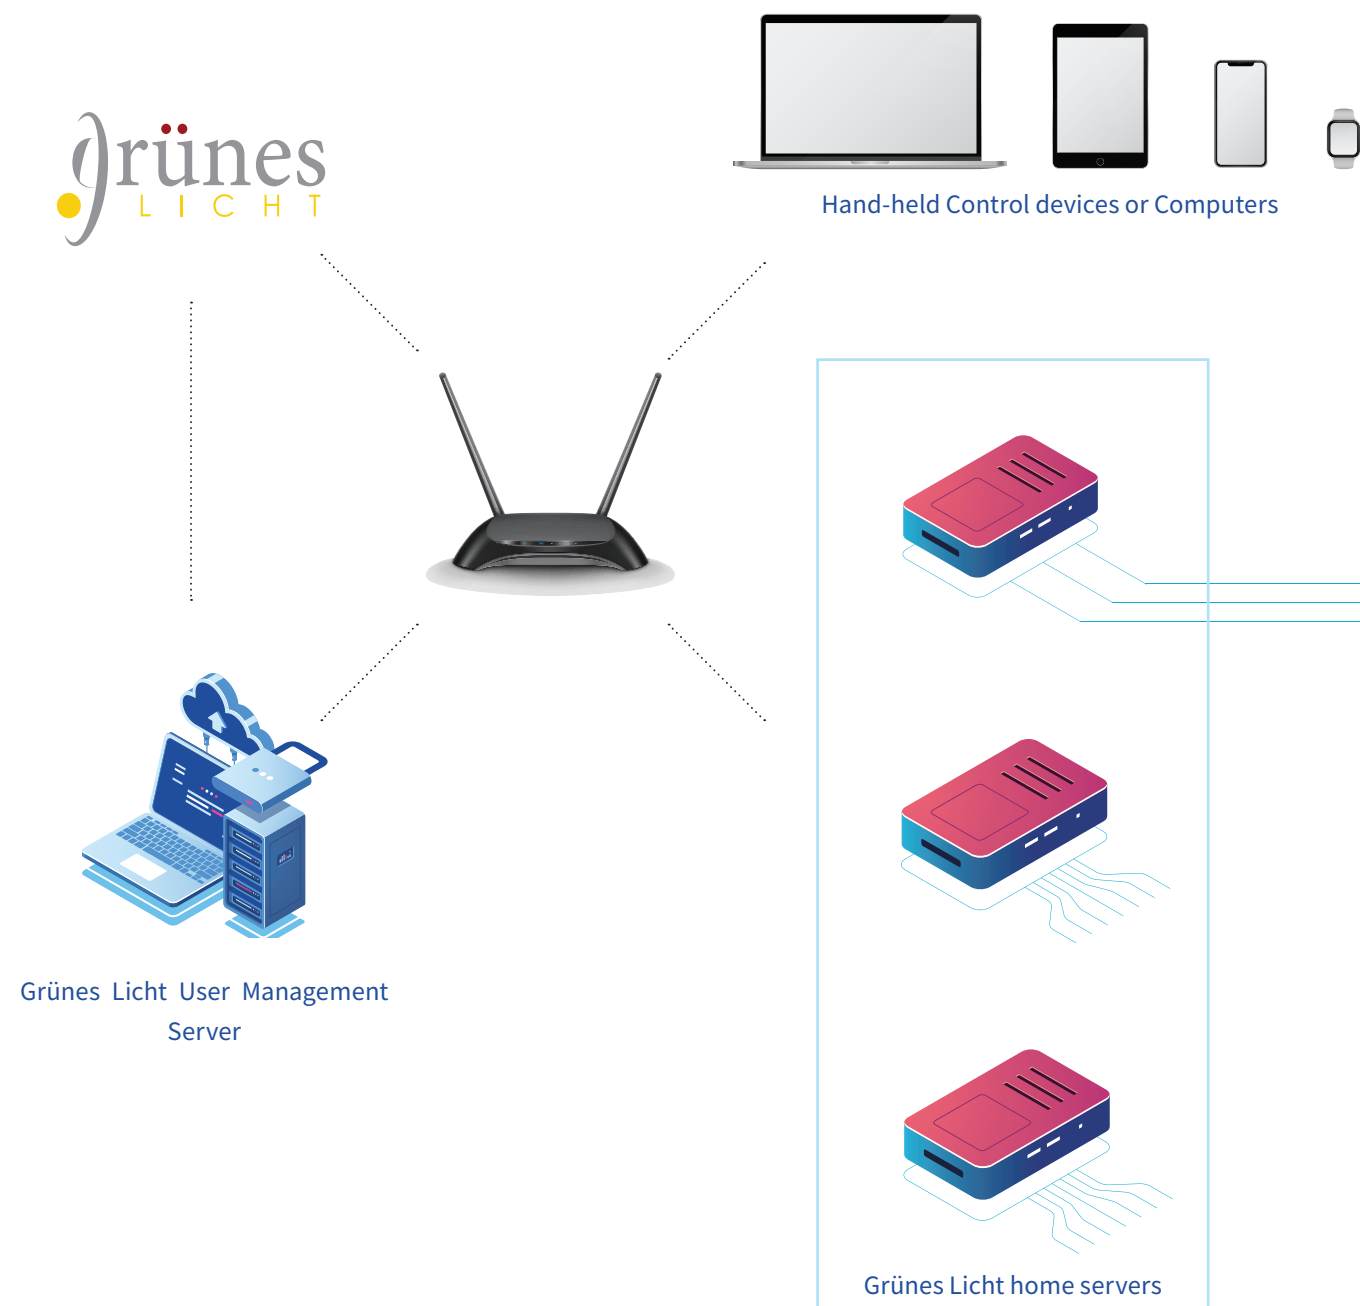 grünes
LICHT
Hand-held Control devices or Computers
Grünes Licht User Management
Server
Grünes Licht home servers